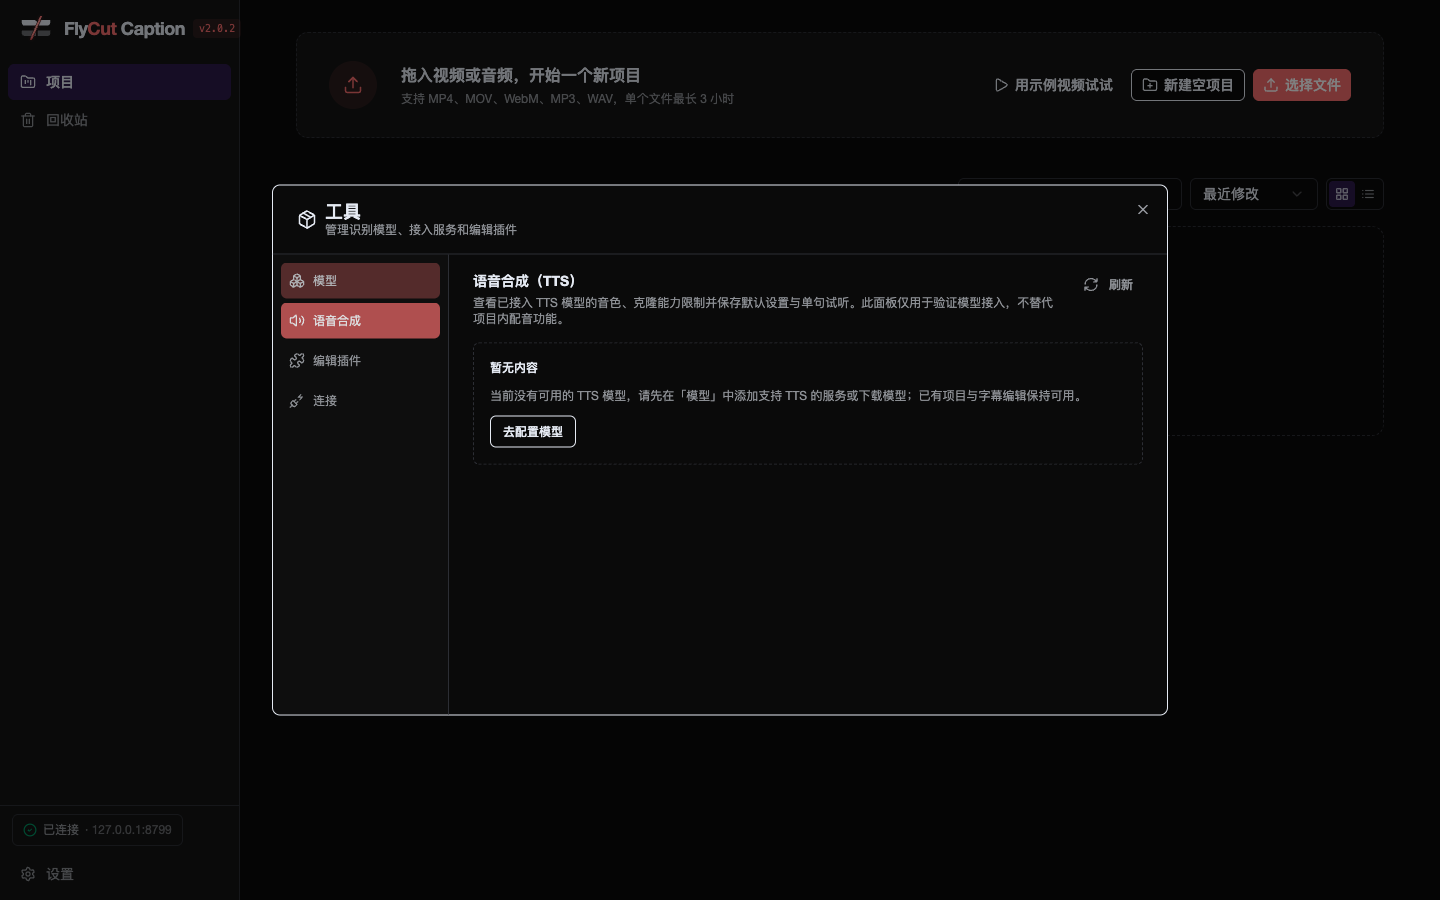 FlyCut Caption v2.0.2
项目
回收站
拖入视频或音频，开始一个新项目
支持 MP4、MOV、WebM、MP3、WAV，单个文件最长 3 小时
用示例视频试试
新建空项目
选择文件
最近修改
工具
管理识别模型、接入服务和编辑插件
模型
语音合成
编辑插件
连接
语音合成（TTS）
刷新
查看已接入 TTS 模型的音色、克隆能力限制并保存默认设置与单句试听。此面板仅用于验证模型接入，不替代
项目内配音功能。
暂无内容
当前没有可用的 TTS 模型，请先在「模型」中添加支持 TTS 的服务或下载模型；已有项目与字幕编辑保持可用。
去配置模型
已连接 · 127.0.0.1:8799
设置